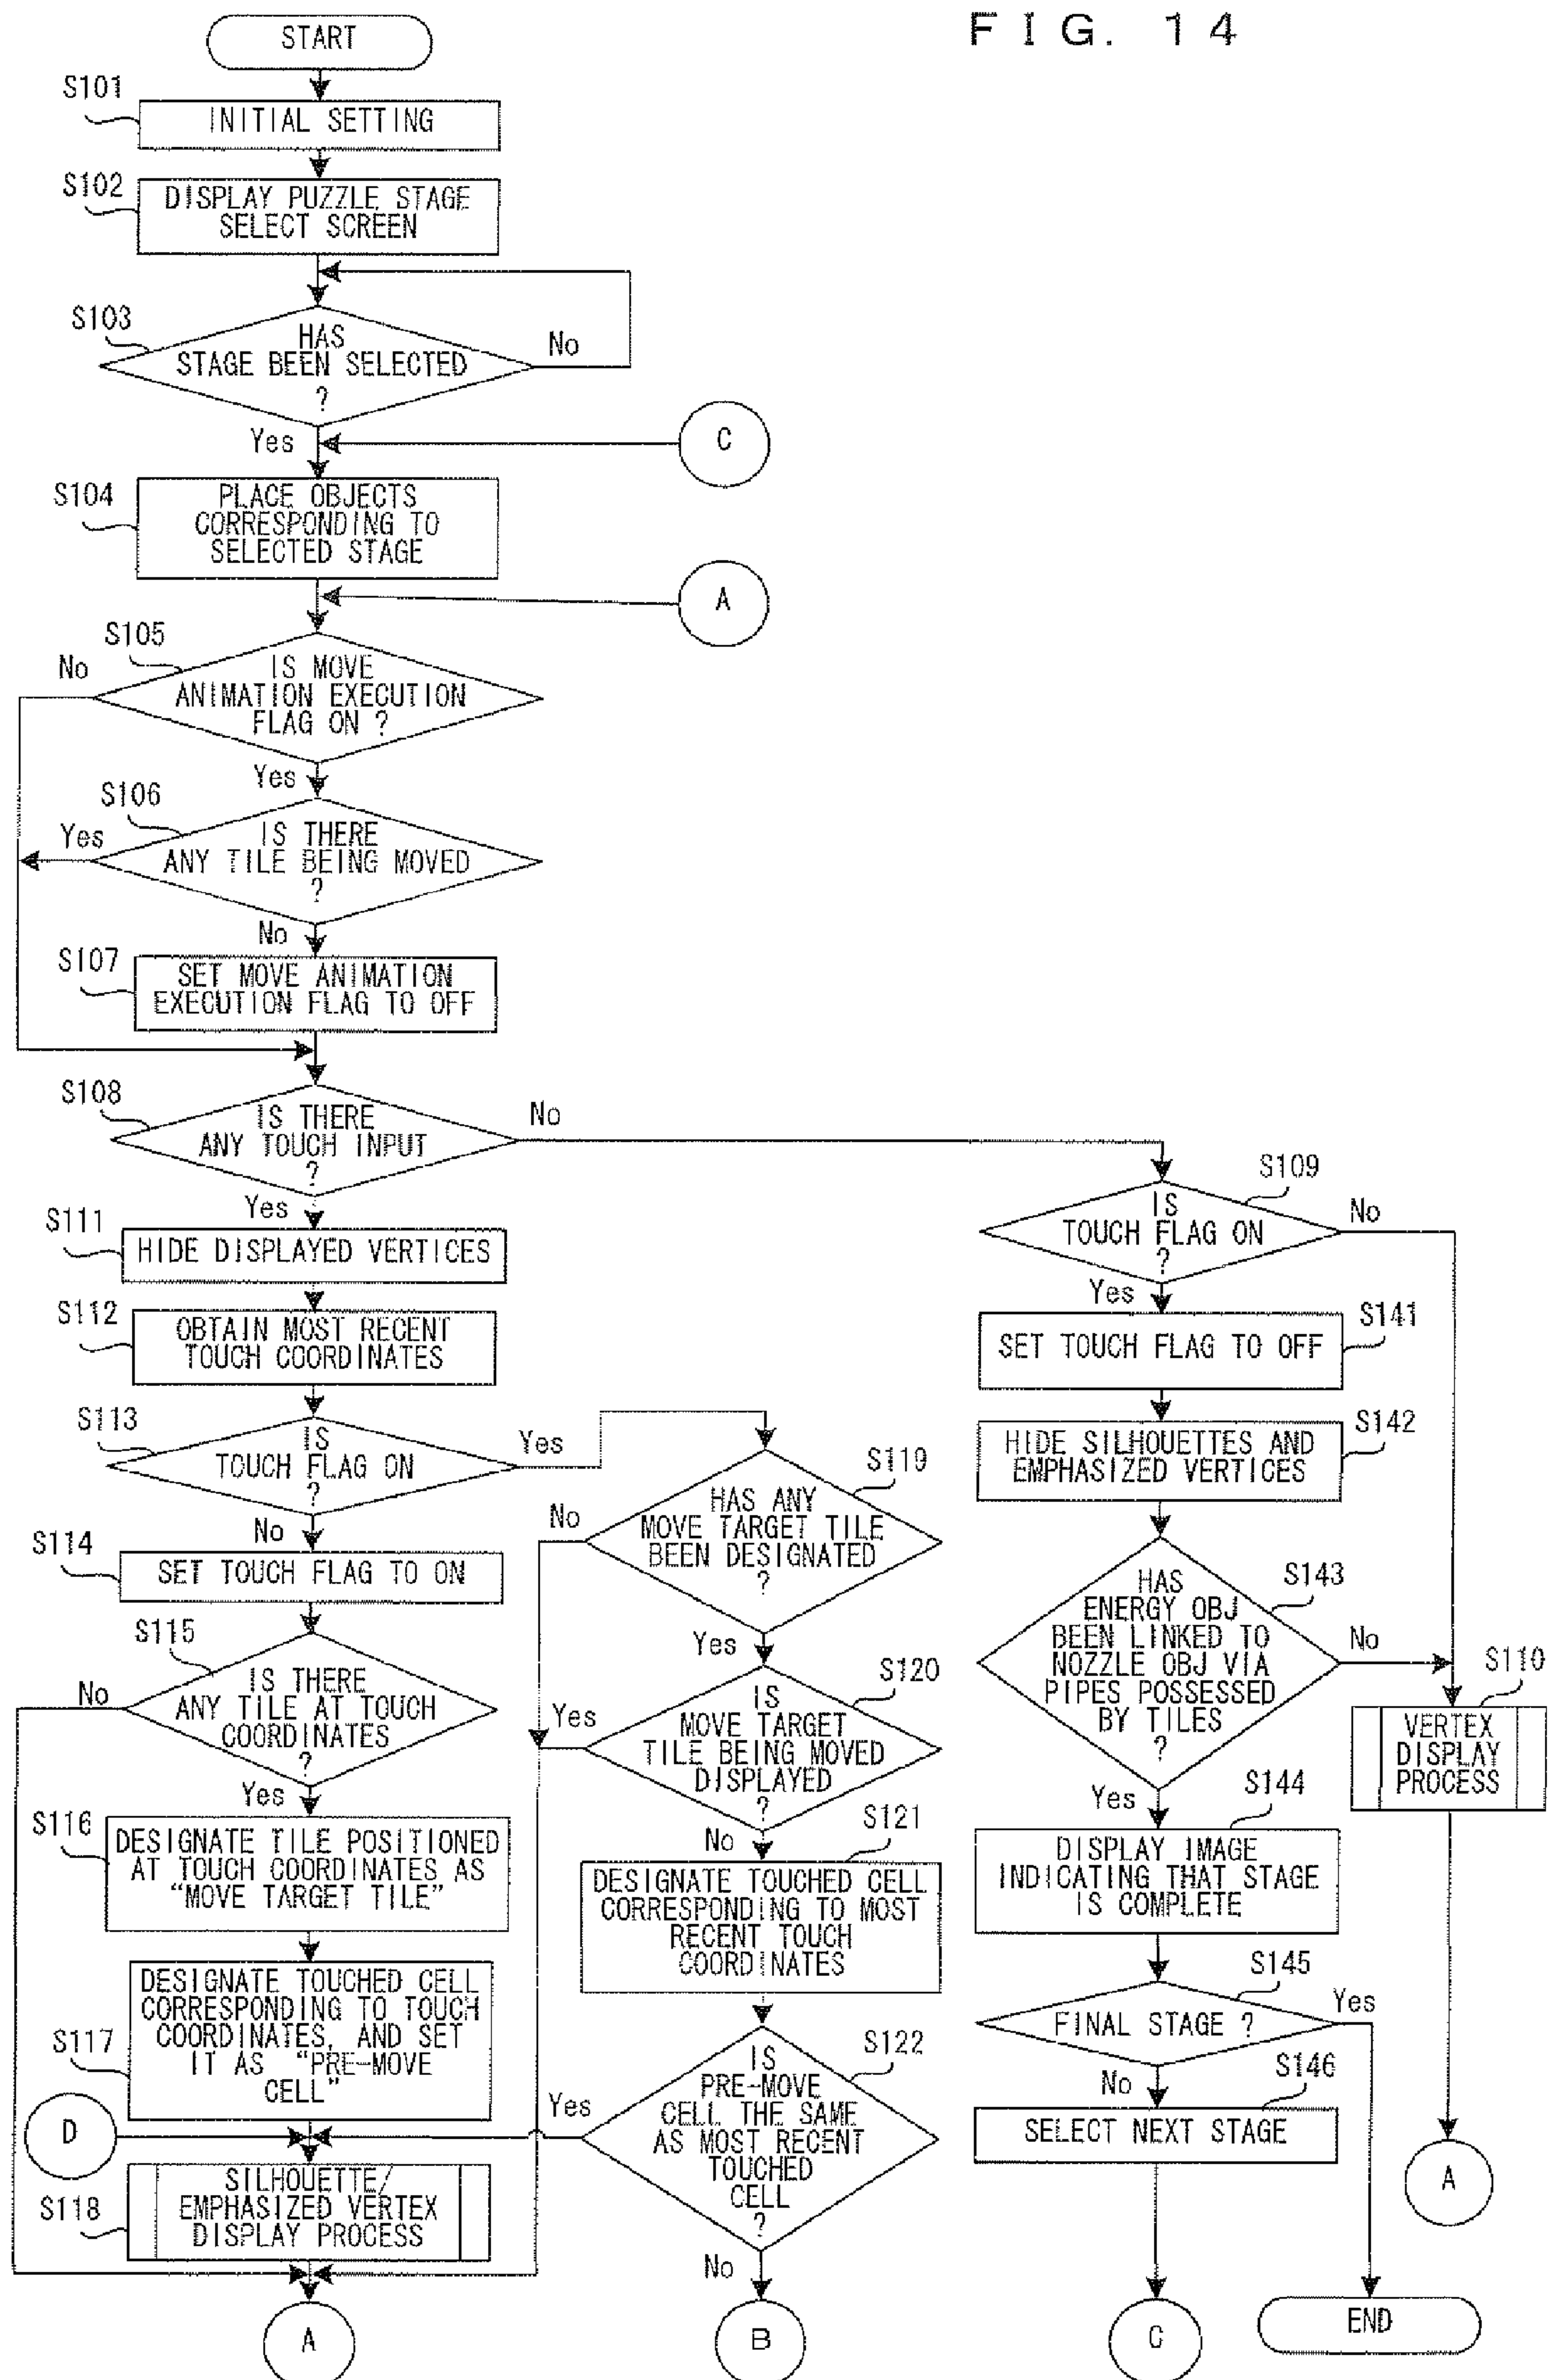 FIG. 14
START
S101
INITIAL SETTING
S102
DISPLAY PUZZLE STAGE
SELECT SCREEN
S103
HAS
STAGE BEEN SELECTED
?
No
Yes
C
S104
PLACE OBJECTS
CORRESPONDING TO
SELECTED STAGE
A
S105
No
IS MOVE
ANIMATION EXECUTION
FLAG ON ?
Yes
S106
Yes
IS THERE
ANY TILE BEING MOVED
?
No
S107
SET MOVE ANIMATION
EXECUTION FLAG TO OFF
S108
IS THERE
ANY TOUCH INPUT
?
No
Yes
S111
HIDE DISPLAYED VERTICES
S112
OBTAIN MOST RECENT
TOUCH COORDINATES
S113
IS
TOUCH FLAG ON
?
Yes
No
S114
SET TOUCH FLAG TO ON
S115
No
IS THERE
ANY TILE AT TOUCH
COORDINATES
?
Yes
S116
DESIGNATE TILE POSITIONED
AT TOUCH COORDINATES AS
“MOVE TARGET TILE”
S117
DESIGNATE TOUCHED CELL
CORRESPONDING TO TOUCH
COORDINATES, AND SET
IT AS “PRE-MOVE
CELL”
D
S118
SILHOUETTE/
EMPHASIZED VERTEX
DISPLAY PROCESS
A
S119
No
HAS ANY
MOVE TARGET TILE
BEEN DESIGNATED
?
Yes
S120
Yes
IS
MOVE TARGET
TILE BEING MOVED
DISPLAYED
?
No
S121
DESIGNATE TOUCHED CELL
CORRESPONDING TO MOST
RECENT TOUCH
COORDINATES
S122
Yes
IS
PRE-MOVE
CELL THE SAME
AS MOST RECENT
TOUCHED
CELL
?
No
B
S109
IS
TOUCH FLAG ON
?
No
Yes
S141
SET TOUCH FLAG TO OFF
S142
HIDE SILHOUETTES AND
EMPHASIZED VERTICES
S143
HAS
ENERGY OBJ
BEEN LINKED TO
NOZZLE OBJ VIA
PIPES POSSESSED
BY TILES
?
No
Yes
S110
VERTEX
DISPLAY
PROCESS
A
S144
DISPLAY IMAGE
INDICATING THAT STAGE
IS COMPLETE
S145
FINAL STAGE ?
Yes
No
S146
SELECT NEXT STAGE
C
END